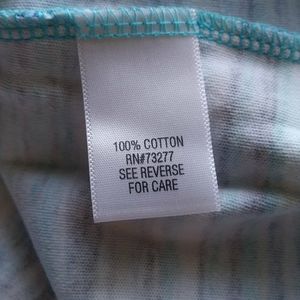 100% COTTON
RN#73277
SEE REVERSE
FOR CARE